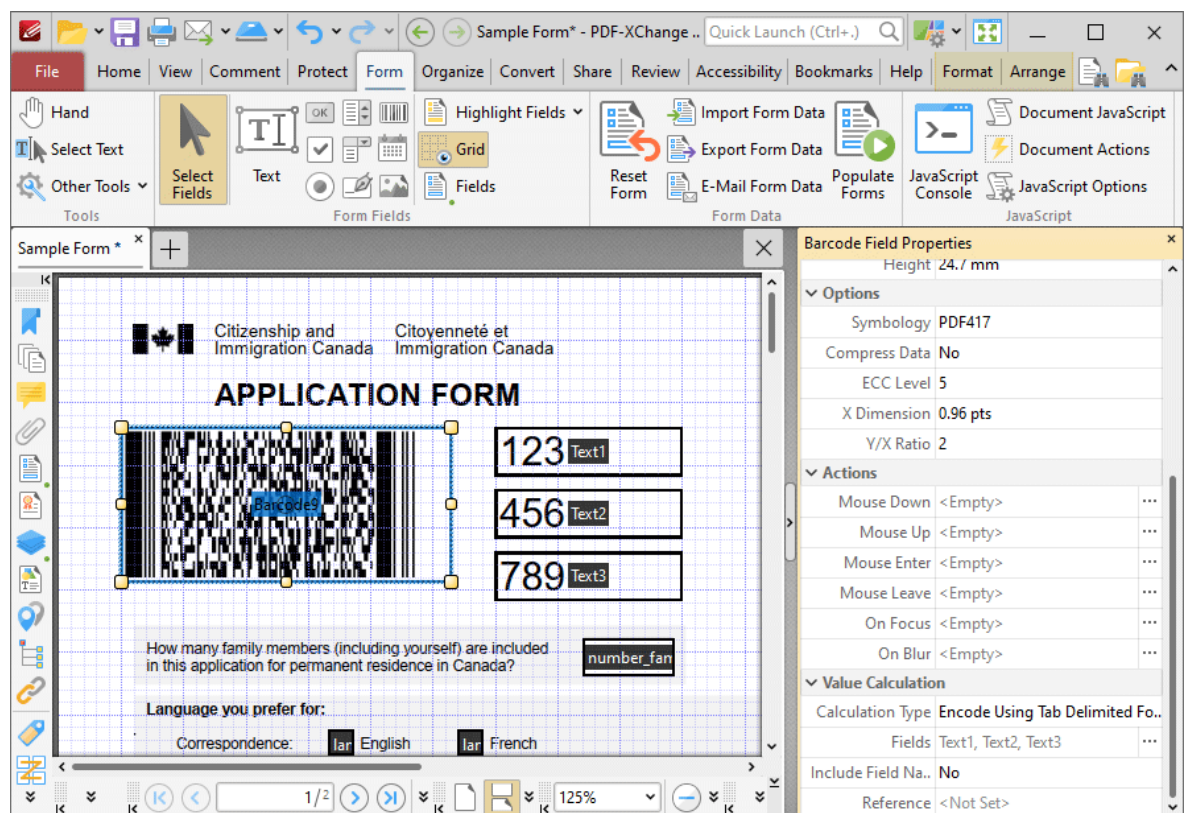 Sample Form* - PDF-XChange .. Quick Launch (Ctrl+.)
File Home View Comment Protect Form Organize Convert Share Review Accessibility Bookmarks Help Format Arrange
Hand
Select Text
Other Tools
Tools
Select Fields
Text
OK
Highlight Fields
Grid
Fields
Form Fields
Reset Form
Import Form Data
Export Form Data
E-Mail Form Data
Populate Forms
Form Data
JavaScript Console
Document JavaScript
Document Actions
JavaScript Options
JavaScript
Sample Form *
Citizenship and Immigration Canada
Citoyenneté et Immigration Canada
APPLICATION FORM
Barcode9
123 Text1
456 Text2
789 Text3
How many family members (including yourself) are included
in this application for permanent residence in Canada?
number_fan
Language you prefer for:
Correspondence: lar English lar French
1/2
125%
Barcode Field Properties
Height 24.7 mm
Options
Symbology PDF417
Compress Data No
ECC Level 5
X Dimension 0.96 pts
Y/X Ratio 2
Actions
Mouse Down <Empty> ...
Mouse Up <Empty> ...
Mouse Enter <Empty> ...
Mouse Leave <Empty> ...
On Focus <Empty> ...
On Blur <Empty> ...
Value Calculation
Calculation Type Encode Using Tab Delimited Fo..
Fields Text1, Text2, Text3 ...
Include Field Na.. No
Reference <Not Set>